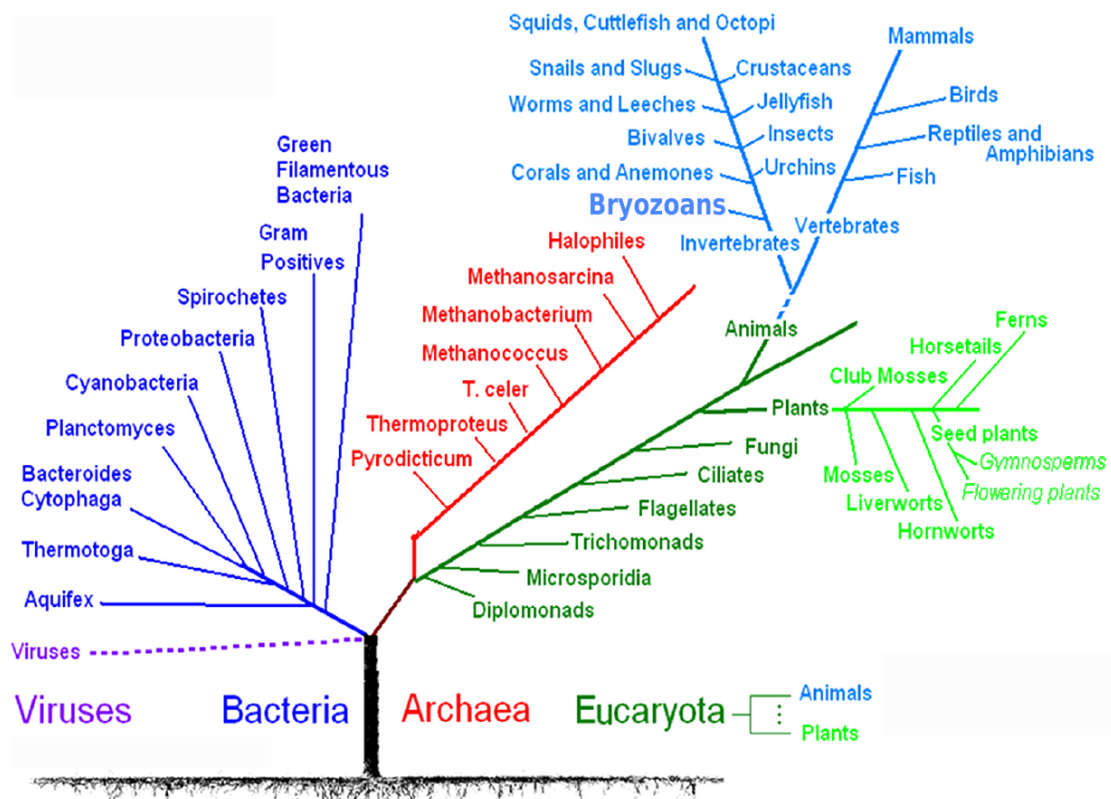 Squids, Cuttlefish and Octopi
Snails and Slugs
Crustaceans
Worms and Leeches
Jellyfish
Bivalves
Insects
Corals and Anemones
Urchins
Bryozoans
Invertebrates
Mammals
Birds
Reptiles and
Amphibians
Fish
Vertebrates
Green
Filamentous
Bacteria
Gram
Positives
Spirochetes
Proteobacteria
Cyanobacteria
Planctomyces
Bacteroides
Cytophaga
Thermotoga
Aquifex
Viruses
Halophiles
Methanosarcina
Methanobacterium
Methanococcus
T. celer
Thermoproteus
Pyrodicticum
Animals
Plants
Fungi
Ciliates
Flagellates
Trichomonads
Microsporidia
Diplomonads
Ferns
Horsetails
Club Mosses
Seed plants
Gymnosperms
Flowering plants
Mosses
Liverworts
Hornworts
Viruses
Bacteria
Archaea
Eucaryota
Animals
Plants